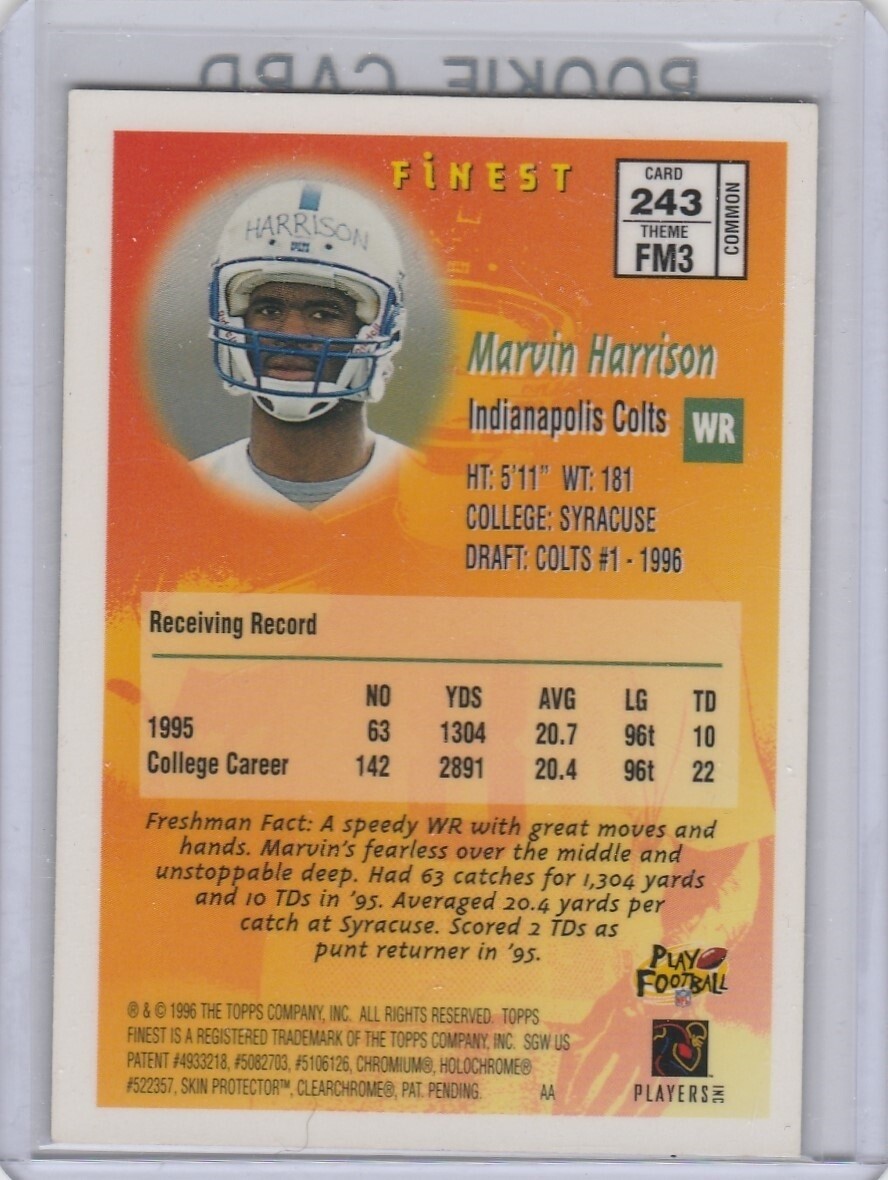 ROOKIE CARD
FiNEST
CARD
243
THEME
FM3
COMMON
HARRISON
Marvin Harrison
Indianapolis Colts WR
HT: 5'11" WT: 181
COLLEGE: SYRACUSE
DRAFT: COLTS #1 - 1996
Receiving Record
NO YDS AVG LG TD
1995 63 1304 20.7 96t 10
College Career 142 2891 20.4 96t 22
Freshman Fact: A speedy WR with great moves and
hands. Marvin's fearless over the middle and
unstoppable deep. Had 63 catches for 1,304 yards
and 10 TDs in '95. Averaged 20.4 yards per
catch at Syracuse. Scored 2 TDs as
punt returner in '95.
PLAY
FOOTBALL
® & © 1996 THE TOPPS COMPANY, INC. ALL RIGHTS RESERVED. TOPPS
FINEST IS A REGISTERED TRADEMARK OF THE TOPPS COMPANY, INC. SGW US
PATENT #4933218, #5082703, #5106126, CHROMIUM®, HOLOCHROME®
#522357, SKIN PROTECTOR™, CLEARCHROME®, PAT. PENDING. AA
PLAYERS INC